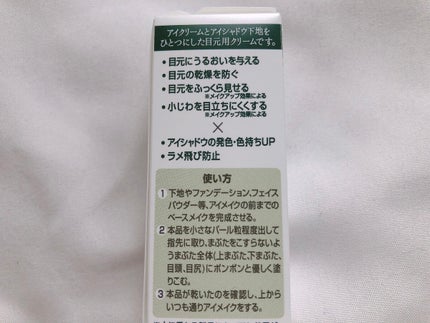 アイクリームとアイシャドウ下地を
ひとつにした目元用クリームです。
・目元にうるおいを与える
・目元の乾燥を防ぐ
・目元をふっくら見せる
※メイクアップ効果による
・小じわを目立ちにくくする
※メイクアップ効果による
×
・アイシャドウの発色・色持ちUP
・ラメ飛び防止
使い方
1 下地やファンデーション、フェイス
パウダー等、アイメイクの前までの
ベースメイクを完成させる。
2 本品を小さなパール粒程度出して
指先に取り、まぶたをこすらないよ
うまぶた全体(上まぶた、下まぶた、
目頭、目尻)にポンポンと優しく塗
りこむ。
3 本品が乾いたのを確認し、上から
いつも通りアイメイクをする。